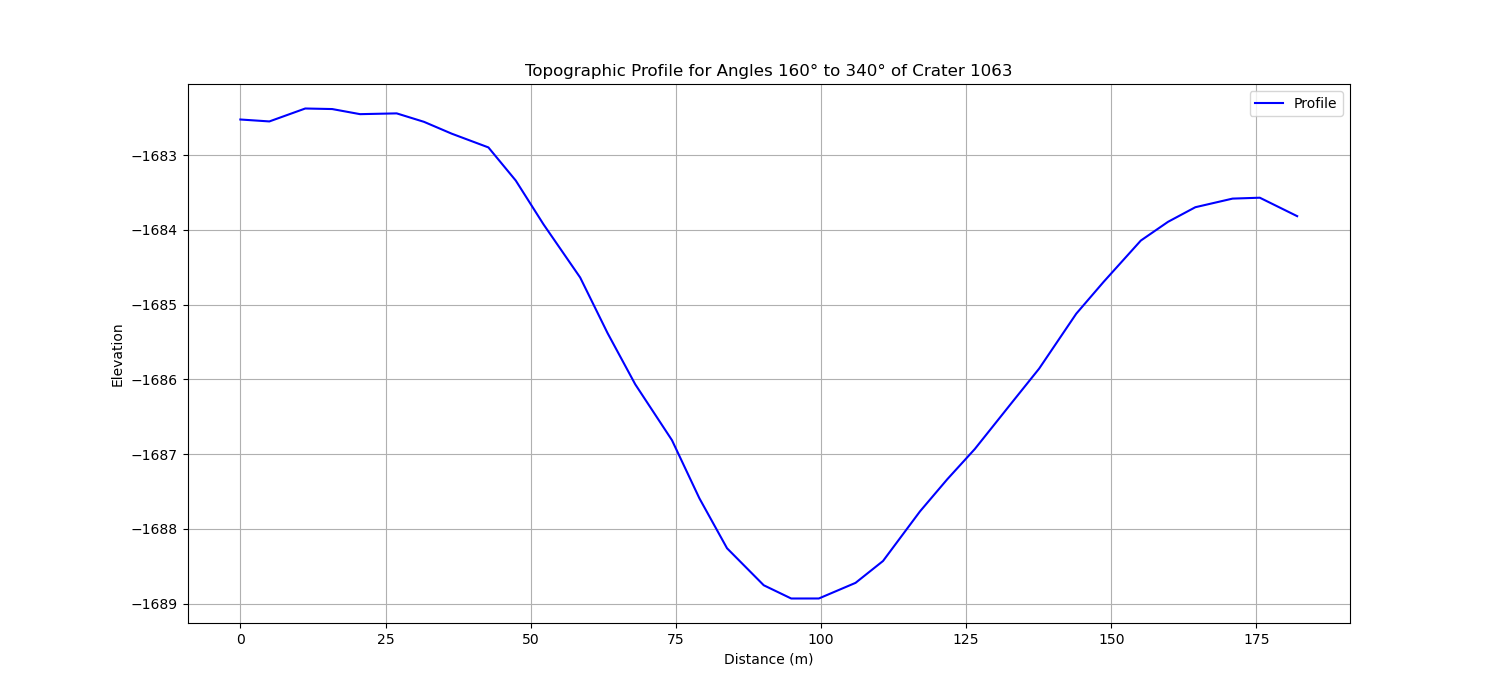 Topographic Profile for Angles 160° to 340° of Crater 1063
Profile
−1683
−1684
−1685
−1686
−1687
−1688
−1689
Elevation
0 25 50 75 100 125 150 175
Distance (m)